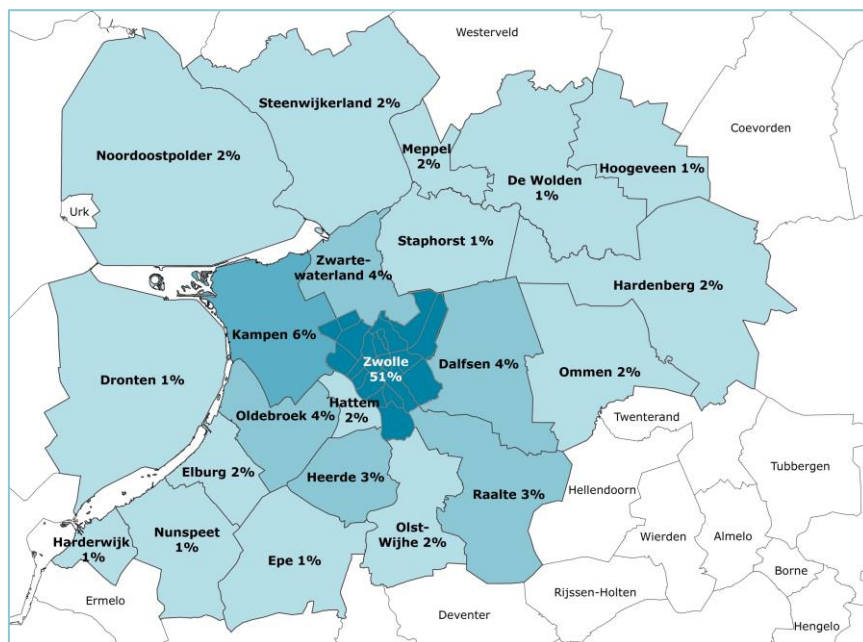 Westerveld
Steenwijkerland 2%
Coevorden
Noordoostpolder 2%
Meppel
2%
Hoogeveen 1%
De Wolden
1%
Urk
Staphorst 1%
Zwarte-
waterland 4%
Hardenberg 2%
Kampen 6%
Zwolle
51%
Dalfsen 4%
Ommen 2%
Dronten 1%
Hattem
2%
Oldebroek 4%
Twenterand
Elburg 2%
Heerde 3%
Raalte 3%
Hellendoorn
Tubbergen
Olst-
Wijhe 2%
Nunspeet
1%
Harderwijk
1%
Wierden
Almelo
Epe 1%
Borne
Rijssen-Holten
Ermelo
Deventer
Hengelo